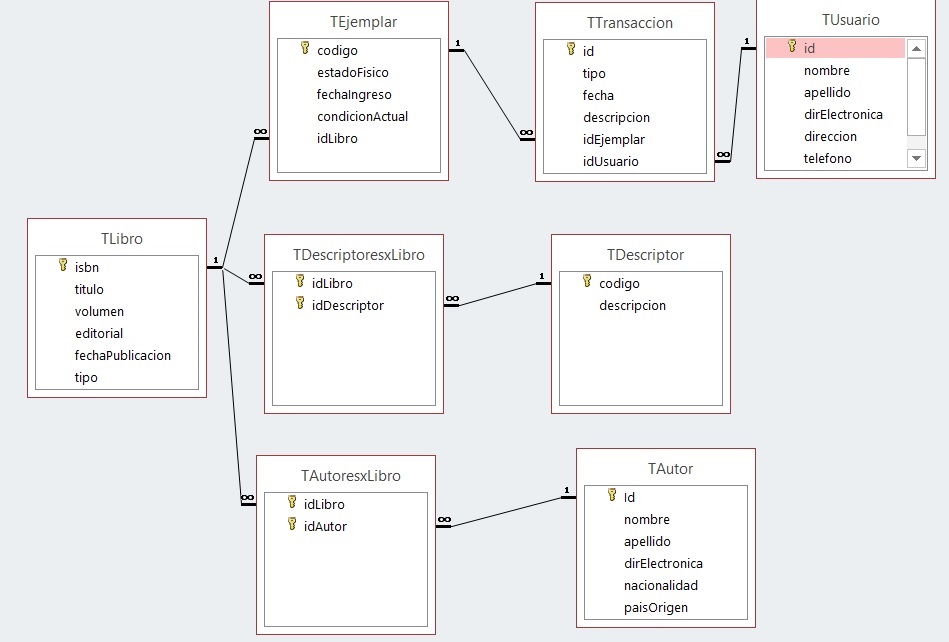 TEjemplar
codigo
estadoFisico
fechaIngreso
condicionActual
idLibro
1
∞
TTransaccion
id
tipo
fecha
descripcion
idEjemplar
idUsuario
∞
1
∞
TUsuario
id
nombre
apellido
dirElectronica
direccion
telefono
TLibro
isbn
titulo
volumen
editorial
fechaPublicacion
tipo
1
∞
TDescriptoresxLibro
idLibro
idDescriptor
∞
1
TDescriptor
codigo
descripcion
∞
TAutoresxLibro
idLibro
idAutor
∞
1
TAutor
Id
nombre
apellido
dirElectronica
nacionalidad
paisOrigen